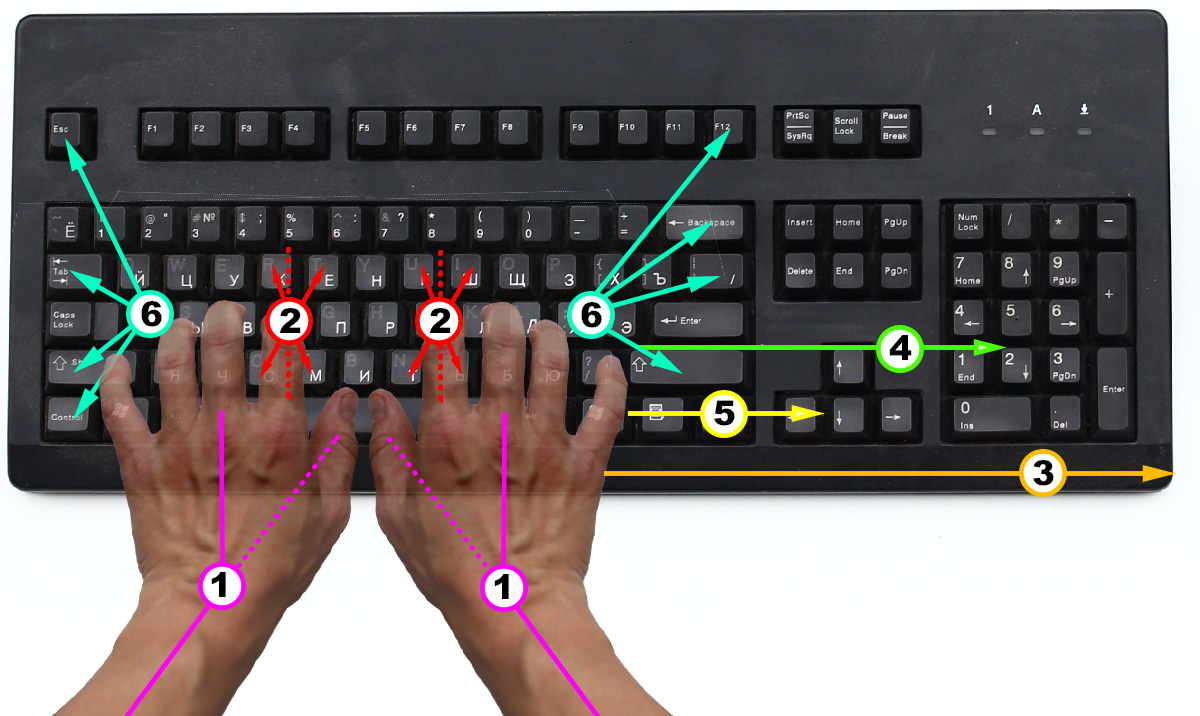 Esc F1 F2 F3 F4 F5 F6 F7 F8 F9 F10 F11 F12 PrtSc SysRq Scroll Lock Pause Break 1 A
~ Ё 1 @ " 2 # № 3 $ ; 4 % 5 ^ : 6 & ? 7 * 8 ( 9 ) 0 — - + = ← Backspace Insert Home PgUp Num Lock / * −
Tab Й W Ц E У R К T Е Y Н U I Ш O Щ P З { [ Х ] Ъ | / Delete End PgDn 7 Home 8 ↑ 9 PgUp +
6 2 2 6
Caps Lock В G П H Р K Л Д Э Enter 4 ← 5 6 →
4
Я Ч С М B И N Т Ь Б Ю ? / ↑ 1 End 2 ↓ 3 PgDn Enter
Control Alt ↓ → 0 Ins . Del
5
3
1 1